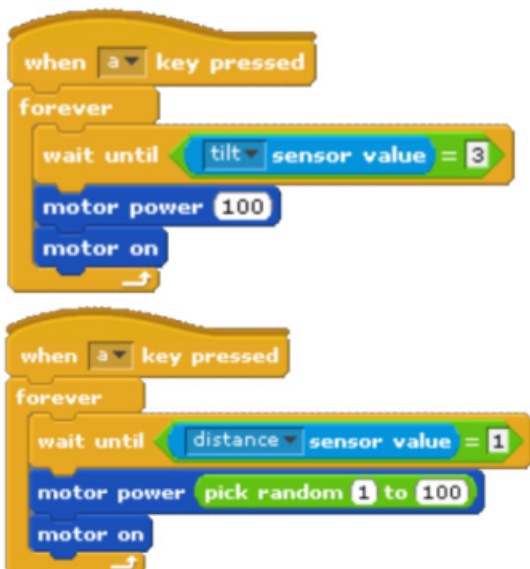 when a key pressed
forever
wait until tilt sensor value = 3
motor power 100
motor on
when a key pressed
forever
wait until distance sensor value = 1
motor power pick random 1 to 100
motor on